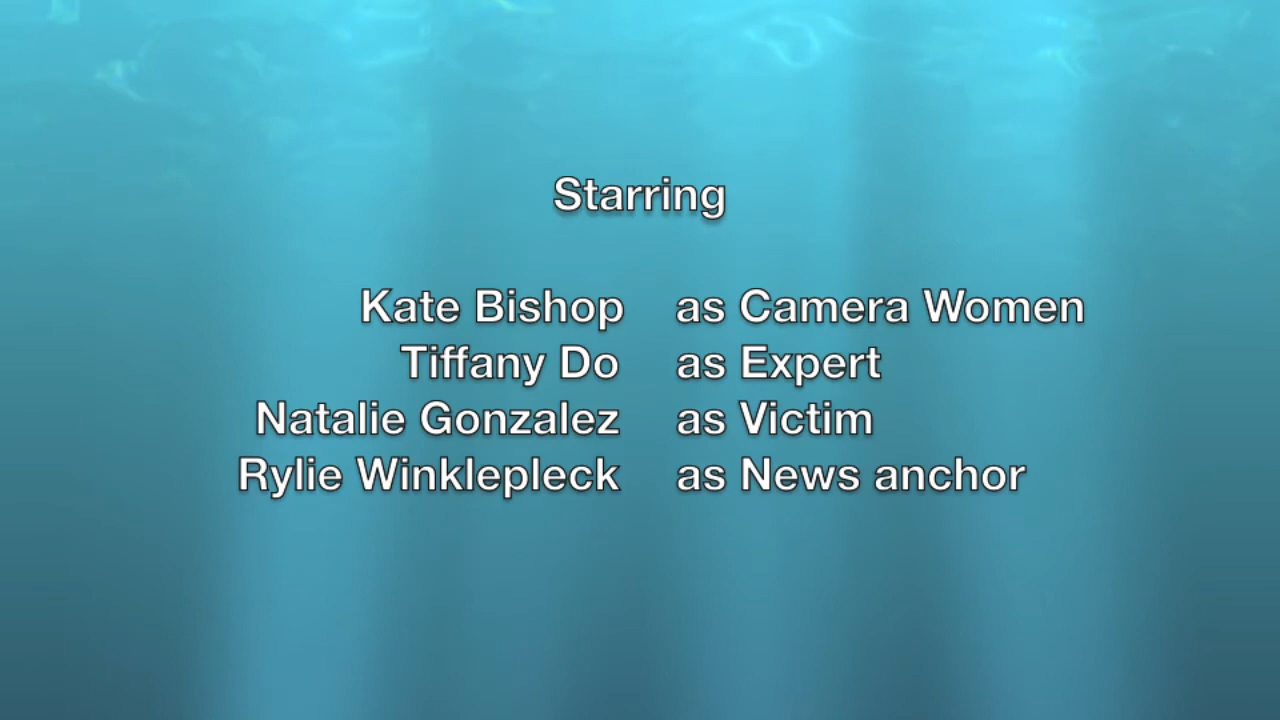 Starring
Kate Bishop as Camera Women
Tiffany Do as Expert
Natalie Gonzalez as Victim
Rylie Winklepleck as News anchor